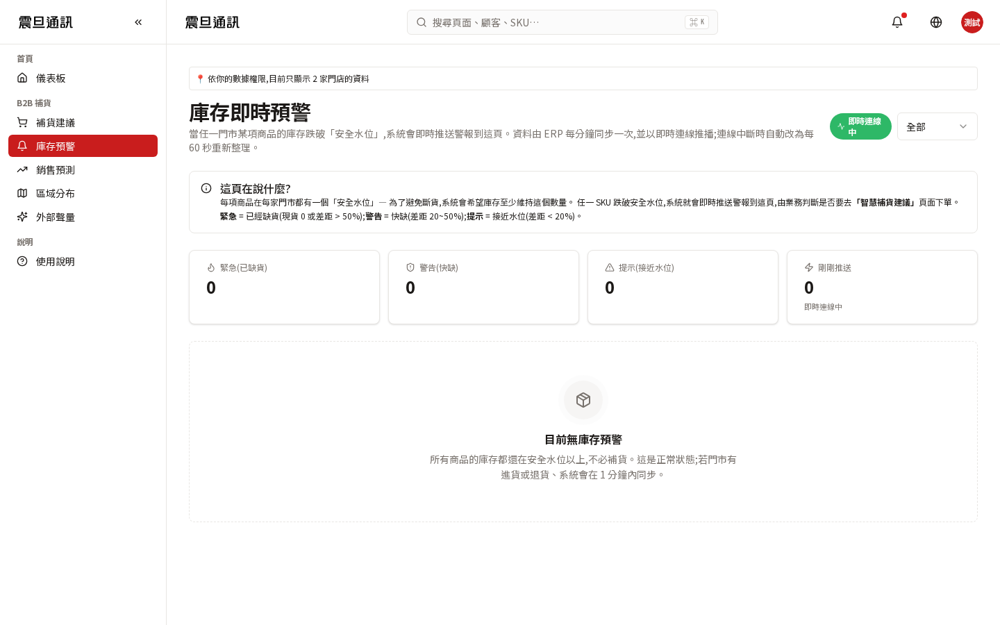 震旦通訊
震旦通訊
搜尋頁面、顧客、SKU…
⌘ K
測試
首頁
儀表板
B2B 補貨
補貨建議
庫存預警
銷售預測
區域分布
外部聲量
說明
使用說明
📍 依你的數據權限,目前只顯示 2 家門店的資料
庫存即時預警
當任一門市某項商品的庫存跌破「安全水位」,系統會即時推送警報到這頁。資料由 ERP 每分鐘同步一次,並以即時連線推播;連線中斷時自動改為每
60 秒重新整理。
即時連線
中
全部
這頁在說什麼?
每項商品在每家門市都有一個「安全水位」— 為了避免斷貨,系統會希望庫存至少維持這個數量。 任一 SKU 跌破安全水位,系統就會即時推送警報到這頁,由業務判斷是否要去「智慧補貨建議」頁面下單。
緊急 = 已經缺貨(現貨 0 或差距 > 50%);警告 = 快缺(差距 20~50%);提示 = 接近水位(差距 < 20%)。
緊急(已缺貨)
0
警告(快缺)
0
提示(接近水位)
0
剛剛推送
0
即時連線中
目前無庫存預警
所有商品的庫存都還在安全水位以上,不必補貨。這是正常狀態;若門市有
進貨或退貨、系統會在 1 分鐘內同步。